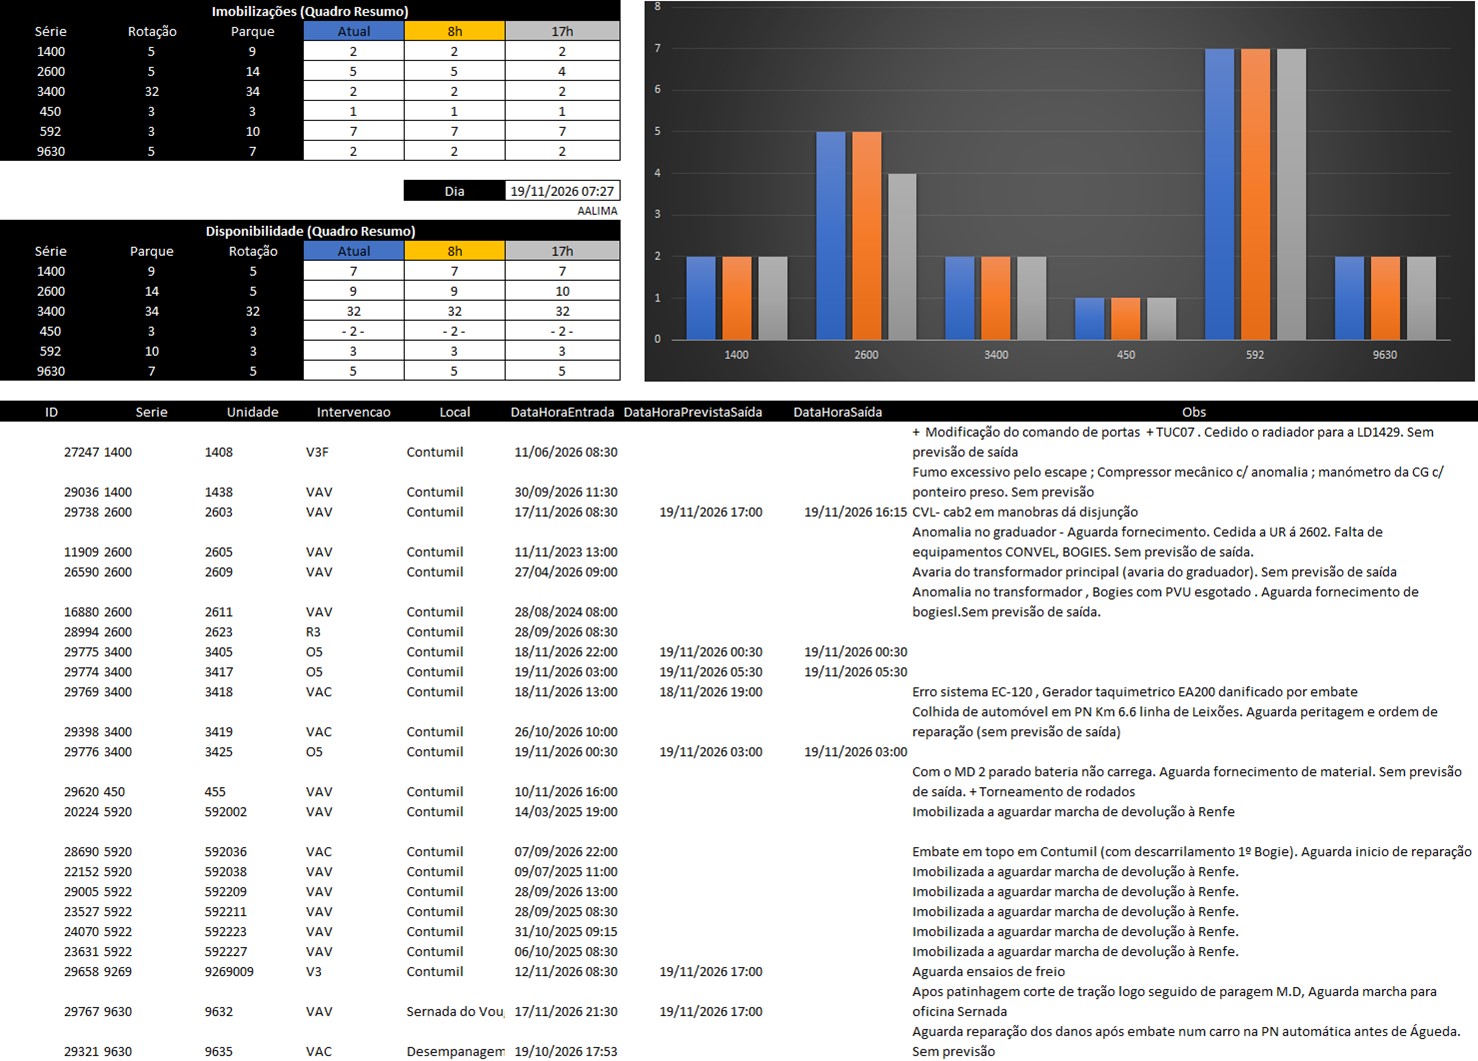 Imobilizações (Quadro Resumo)
Série Rotação Parque Atual 8h 17h
1400 5 9 2 2 2
2600 5 14 5 5 4
3400 32 34 2 2 2
450 3 3 1 1 1
592 3 10 7 7 7
9630 5 7 2 2 2
Dia 19/11/2026 07:27
AALIMA
Disponibilidade (Quadro Resumo)
Série Parque Rotação Atual 8h 17h
1400 9 5 7 7 7
2600 14 5 9 9 10
3400 34 32 32 32 32
450 3 3 - 2 - - 2 - - 2 -
592 10 3 3 3 3
9630 7 5 5 5 5
8
7
6
5
4
3
2
1
0
1400 2600 3400 450 592 9630
ID Serie Unidade Intervencao Local DataHoraEntrada DataHoraPrevistaSaída DataHoraSaída Obs
+ Modificação do comando de portas + TUC07 . Cedido o radiador para a LD1429. Sem
27247 1400 1408 V3F Contumil 11/06/2026 08:30 previsão de saída
Fumo excessivo pelo escape ; Compressor mecânico c/ anomalia ; manómetro da CG c/
29036 1400 1438 VAV Contumil 30/09/2026 11:30 ponteiro preso. Sem previsão
29738 2600 2603 VAV Contumil 17/11/2026 08:30 19/11/2026 17:00 19/11/2026 16:15 CVL- cab2 em manobras dá disjunção
Anomalia no graduador - Aguarda fornecimento. Cedida a UR á 2602. Falta de
11909 2600 2605 VAV Contumil 11/11/2023 13:00 equipamentos CONVEL, BOGIES. Sem previsão de saída.
26590 2600 2609 VAV Contumil 27/04/2026 09:00 Avaria do transformador principal (avaria do graduador). Sem previsão de saída
Anomalia no transformador , Bogies com PVU esgotado . Aguarda fornecimento de
16880 2600 2611 VAV Contumil 28/08/2024 08:00 bogiesl.Sem previsão de saída.
28994 2600 2623 R3 Contumil 28/09/2026 08:30
29775 3400 3405 O5 Contumil 18/11/2026 22:00 19/11/2026 00:30 19/11/2026 00:30
29774 3400 3417 O5 Contumil 19/11/2026 03:00 19/11/2026 05:30 19/11/2026 05:30
29769 3400 3418 VAC Contumil 18/11/2026 13:00 18/11/2026 19:00 Erro sistema EC-120 , Gerador taquimetrico EA200 danificado por embate
Colhida de automóvel em PN Km 6.6 linha de Leixões. Aguarda peritagem e ordem de
29398 3400 3419 VAC Contumil 26/10/2026 10:00 reparação (sem previsão de saída)
29776 3400 3425 O5 Contumil 19/11/2026 00:30 19/11/2026 03:00 19/11/2026 03:00
Com o MD 2 parado bateria não carrega. Aguarda fornecimento de material. Sem previsão
29620 450 455 VAV Contumil 10/11/2026 16:00 de saída. + Torneamento de rodados
20224 5920 592002 VAV Contumil 14/03/2025 19:00 Imobilizada a aguardar marcha de devolução à Renfe
28690 5920 592036 VAC Contumil 07/09/2026 22:00 Embate em topo em Contumil (com descarrilamento 1º Bogie). Aguarda inicio de reparação
22152 5920 592038 VAV Contumil 09/07/2025 11:00 Imobilizada a aguardar marcha de devolução à Renfe.
29005 5922 592209 VAV Contumil 28/09/2026 13:00 Imobilizada a aguardar marcha de devolução à Renfe.
23527 5922 592211 VAV Contumil 28/09/2025 08:30 Imobilizada a aguardar marcha de devolução à Renfe.
24070 5922 592223 VAV Contumil 31/10/2025 09:15 Imobilizada a aguardar marcha de devolução à Renfe.
23631 5922 592227 VAV Contumil 06/10/2025 08:30 Imobilizada a aguardar marcha de devolução à Renfe.
29658 9269 9269009 V3 Contumil 12/11/2026 08:30 19/11/2026 17:00 Aguarda ensaios de freio
Apos patinhagem corte de tração logo seguido de paragem M.D, Aguarda marcha para
29767 9630 9632 VAV Sernada do Vou 17/11/2026 21:30 19/11/2026 17:00 oficina Sernada
Aguarda reparação dos danos após embate num carro na PN automática antes de Águeda.
29321 9630 9635 VAC Desempanagem 19/10/2026 17:53 Sem previsão